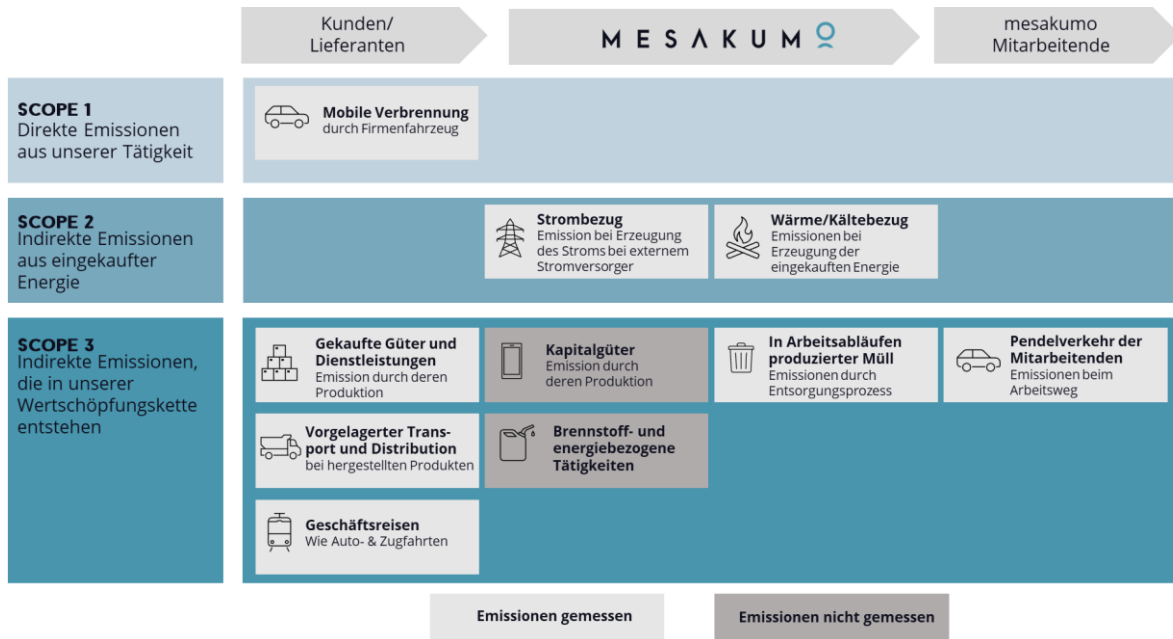 Kunden/
Lieferanten
MESAKUMO
mesakumo
Mitarbeitende
SCOPE 1
Direkte Emissionen
aus unserer Tätigkeit
Mobile Verbrennung
durch Firmenfahrzeug
SCOPE 2
Indirekte Emissionen
aus eingekaufter
Energie
Strombezug
Emission bei Erzeugung
des Stroms bei externem
Stromversorger
Wärme/Kältebezug
Emissionen bei
Erzeugung der
eingekauften Energie
SCOPE 3
Indirekte Emissionen,
die in unserer
Wertschöpfungskette
entstehen
Gekaufte Güter und
Dienstleistungen
Emission durch deren
Produktion
Kapitalgüter
Emission durch
deren Produktion
In Arbeitsabläufen
produzierter Müll
Emissionen durch
Entsorgungsprozess
Pendelverkehr der
Mitarbeitenden
Emissionen beim
Arbeitsweg
Vorgelagerter Trans-
port und Distribution
bei hergestellten Produkten
Brennstoff- und
energiebezogene
Tätigkeiten
Geschäftsreisen
Wie Auto- & Zugfahrten
Emissionen gemessen
Emissionen nicht gemessen